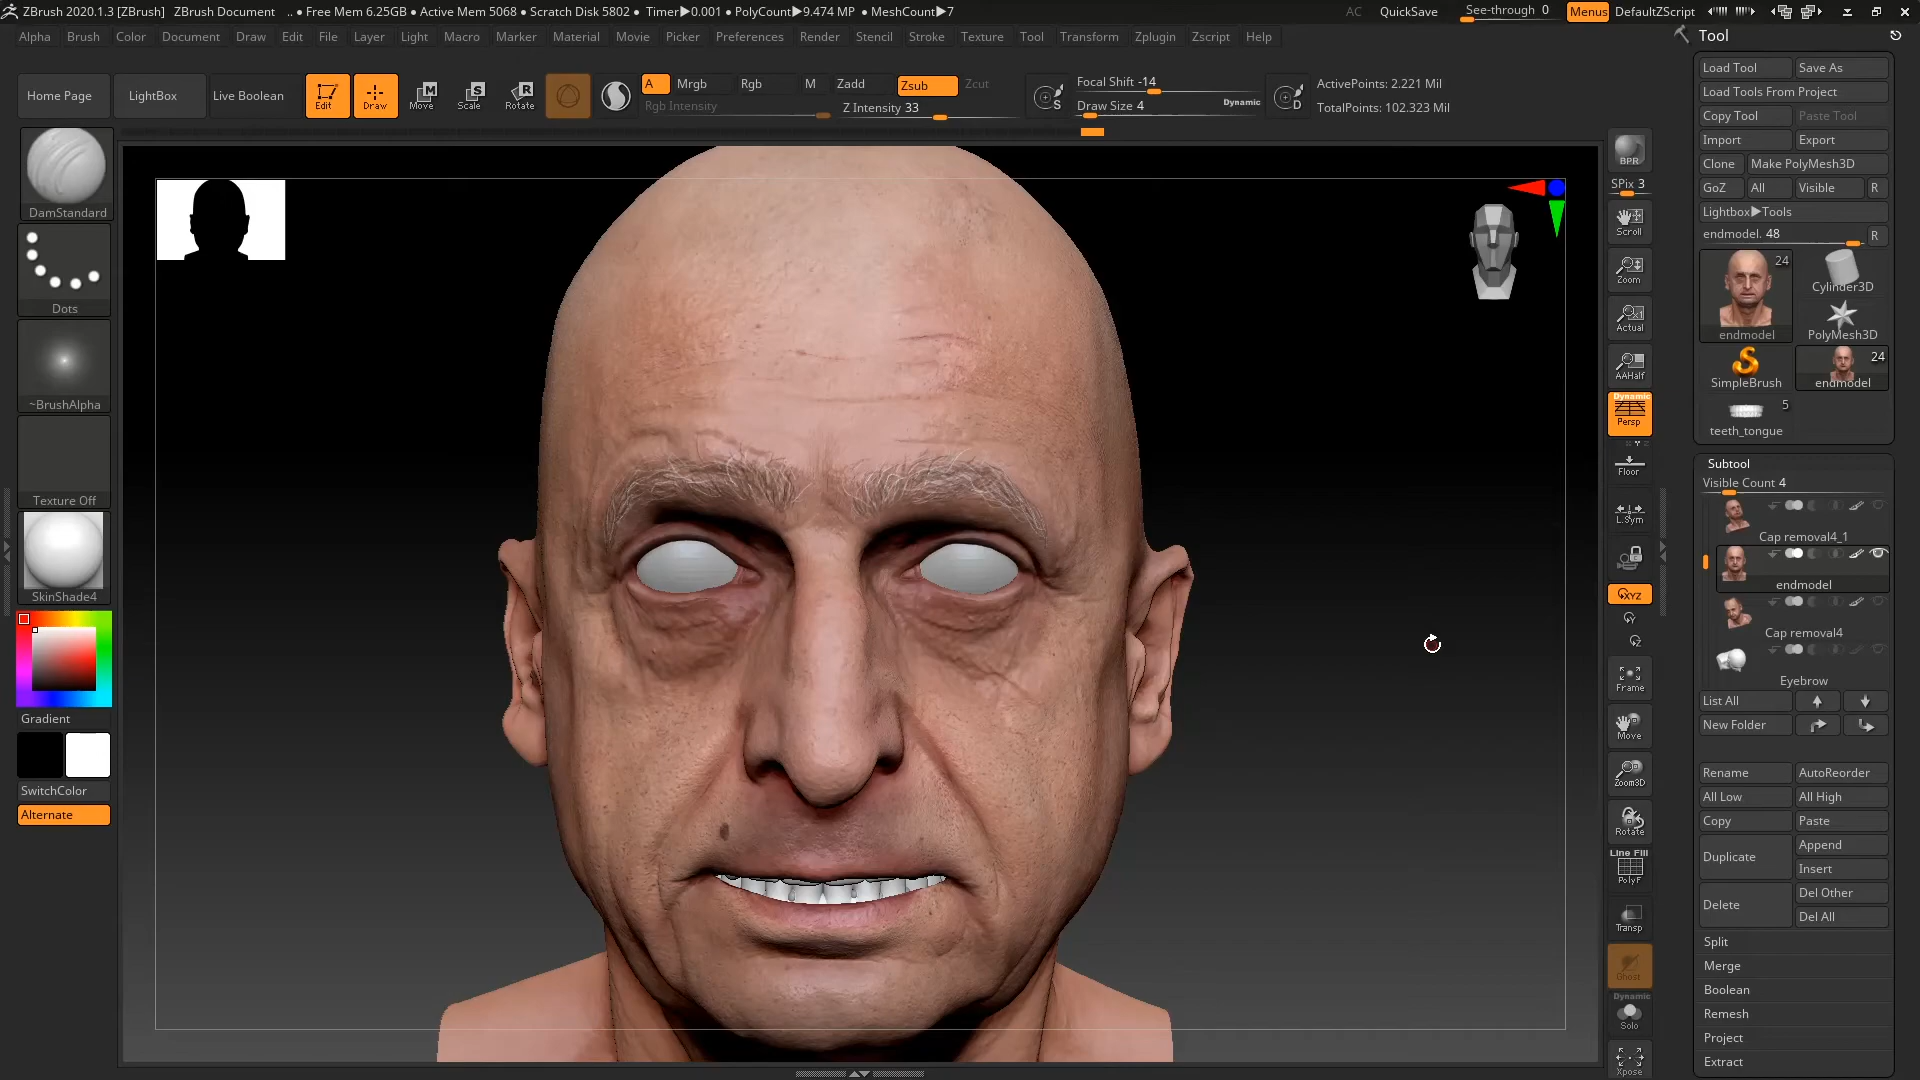 ZBrush 2020.1.3 [ZBrush] ZBrush Document .. • Free Mem 6.25GB • Active Mem 5068 • Scratch Disk 5802 • Timer▶0.001 • PolyCount▶9.474 MP • MeshCount▶7 AC QuickSave See-through 0 Menus DefaultZScript
Alpha Brush Color Document Draw Edit File Layer Light Macro Marker Material Movie Picker Preferences Render Stencil Stroke Texture Tool Transform Zplugin Zscript Help
Tool
Home Page LightBox Live Boolean Edit Draw Move Scale Rotate
A Mrgb Rgb M Zadd Zsub Zcut
Rgb Intensity Z Intensity 33
S Focal Shift -14
Draw Size 4 Dynamic
D ActivePoints: 2.221 Mil
TotalPoints: 102.323 Mil
DamStandard
Dots
~BrushAlpha
Texture Off
SkinShade4
Gradient
SwitchColor
Alternate
BPR
SPix 3
Scroll
Zoom
Actual
AAHalf
Dynamic
Persp
Floor
L.Sym
XYZ
Y
Z
Frame
Move
Zoom3D
Rotate
Line Fill
PolyF
Transp
Ghost
Dynamic
Solo
Xpose
Load Tool Save As
Load Tools From Project
Copy Tool Paste Tool
Import Export
Clone Make PolyMesh3D
GoZ All Visible R
Lightbox▶Tools
endmodel. 48 R
24
Cylinder3D
endmodel PolyMesh3D
24
SimpleBrush endmodel
5
teeth_tongue
Subtool
Visible Count 4
Cap removal4_1
endmodel
Cap removal4
Eyebrow
List All
New Folder
Rename AutoReorder
All Low All High
Copy Paste
Duplicate Append
Insert
Delete Del Other
Del All
Split
Merge
Boolean
Remesh
Project
Extract